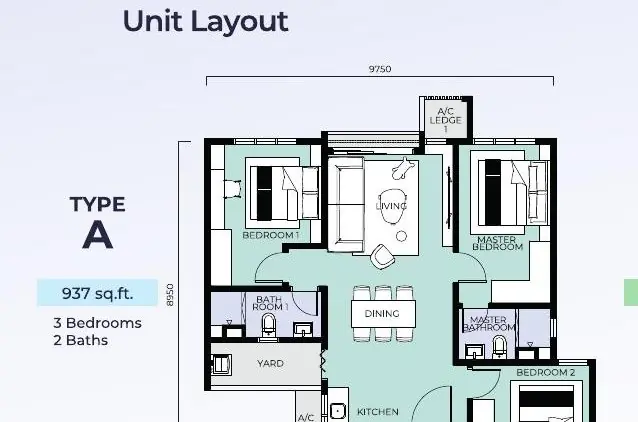 Unit Layout
9750
A/C
LEDGE
1
TYPE
A
937 sq.ft.
3 Bedrooms
2 Baths
8950
BEDROOM 1
LIVING
MASTER
BEDROOM
BATH
ROOM 1
DINING
MASTER
BATHROOM
YARD
BEDROOM 2
A/C
KITCHEN